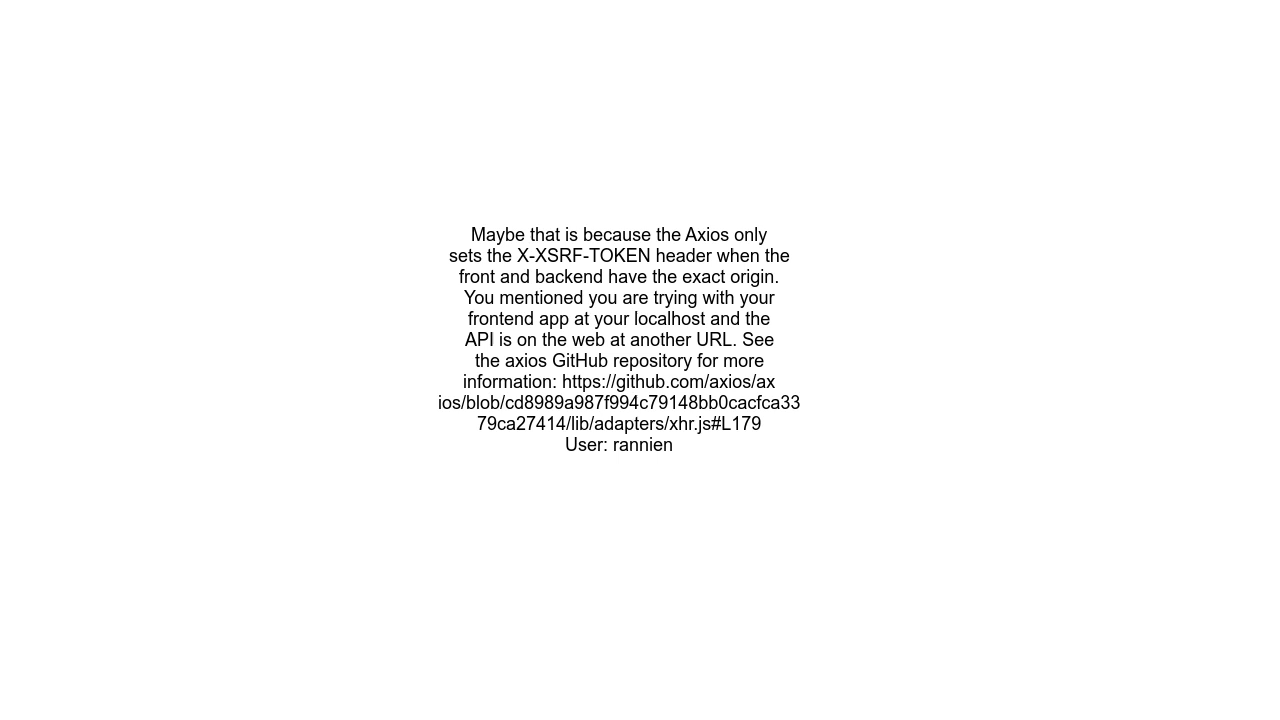 Maybe that is because the Axios only
sets the X-XSRF-TOKEN header when the
front and backend have the exact origin.
You mentioned you are trying with your
frontend app at your localhost and the
API is on the web at another URL. See
the axios GitHub repository for more
information: https://github.com/axios/ax
ios/blob/cd8989a987f994c79148bb0cacfca33
79ca27414/lib/adapters/xhr.js#L179
User: rannien